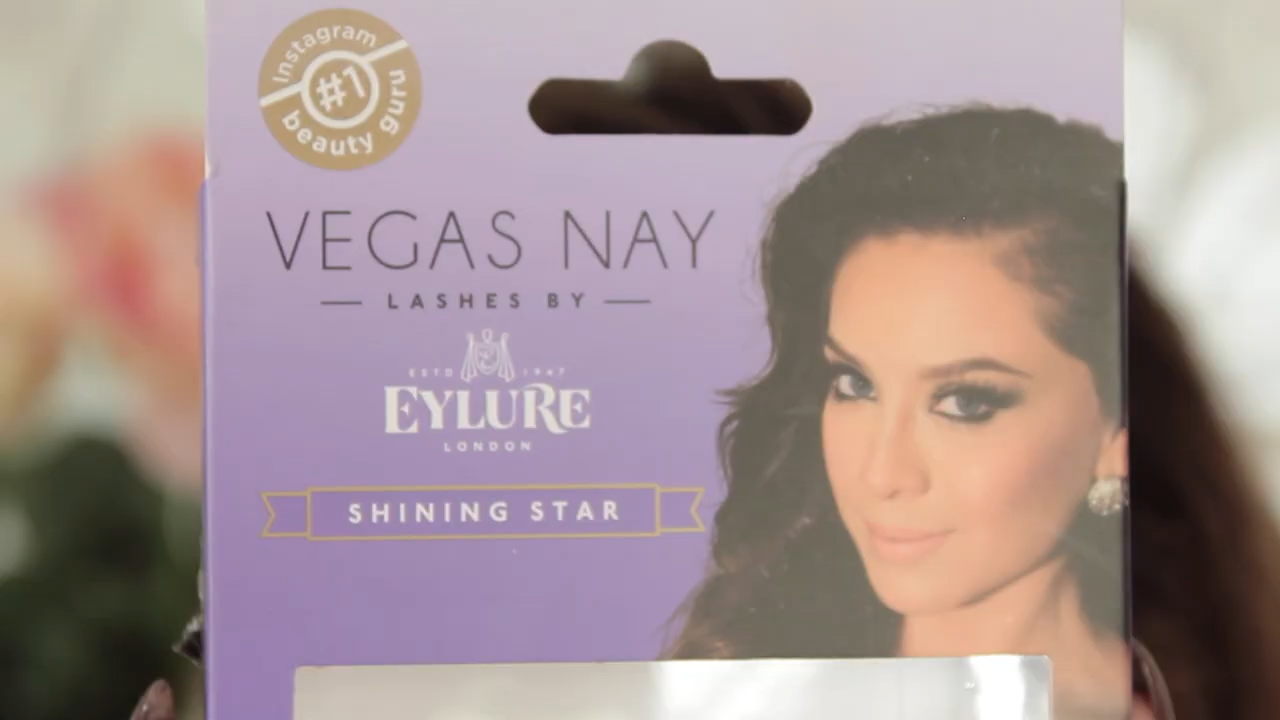 Instagram
#1
beauty guru
VEGAS NAY
LASHES BY
ESTD 1947
EYLURE
LONDON
SHINING STAR